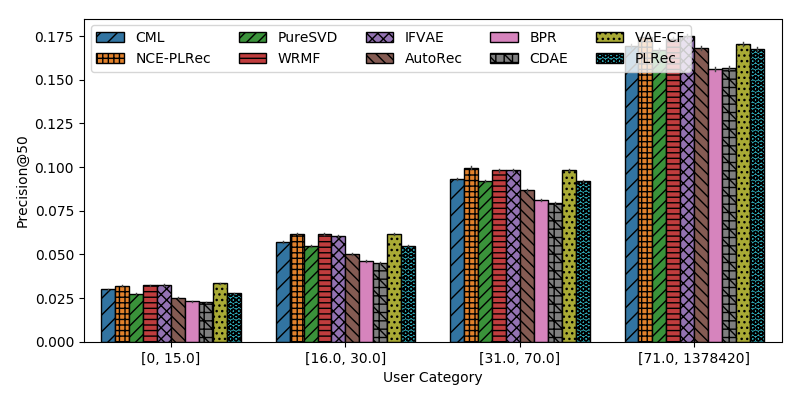 CML PureSVD IFVAE BPR VAE-CF
NCE-PLRec WRMF AutoRec CDAE PLRec
Precision@50
0.175
0.150
0.125
0.100
0.075
0.050
0.025
0.000
[0, 15.0] [16.0, 30.0] [31.0, 70.0] [71.0, 1378420]
User Category